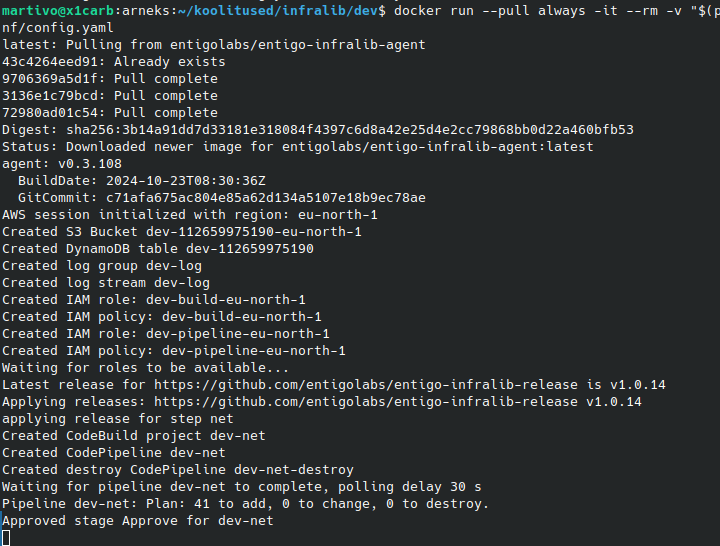 martivo@x1carb:arneks:~/koolitused/infralib/dev$ docker run --pull always -it --rm -v "$(p
nf/config.yaml
latest: Pulling from entigolabs/entigo-infralib-agent
43c4264eed91: Already exists
9706369a5d1f: Pull complete
3136e1c79bcd: Pull complete
72980ad01c54: Pull complete
Digest: sha256:3b14a91dd7d33181e318084f4397c6d8a42e25d4e2cc79868bb0d22a460bfb53
Status: Downloaded newer image for entigolabs/entigo-infralib-agent:latest
agent: v0.3.108
  BuildDate: 2024-10-23T08:30:36Z
  GitCommit: c71afa675ac804e85a62d134a5107e18b9ec78ae
AWS session initialized with region: eu-north-1
Created S3 Bucket dev-112659975190-eu-north-1
Created DynamoDB table dev-112659975190
Created log group dev-log
Created log stream dev-log
Created IAM role: dev-build-eu-north-1
Created IAM policy: dev-build-eu-north-1
Created IAM role: dev-pipeline-eu-north-1
Created IAM policy: dev-pipeline-eu-north-1
Waiting for roles to be available...
Latest release for https://github.com/entigolabs/entigo-infralib-release is v1.0.14
Applying releases: https://github.com/entigolabs/entigo-infralib-release v1.0.14
applying release for step net
Created CodeBuild project dev-net
Created CodePipeline dev-net
Created destroy CodePipeline dev-net-destroy
Waiting for pipeline dev-net to complete, polling delay 30 s
Pipeline dev-net: Plan: 41 to add, 0 to change, 0 to destroy.
Approved stage Approve for dev-net